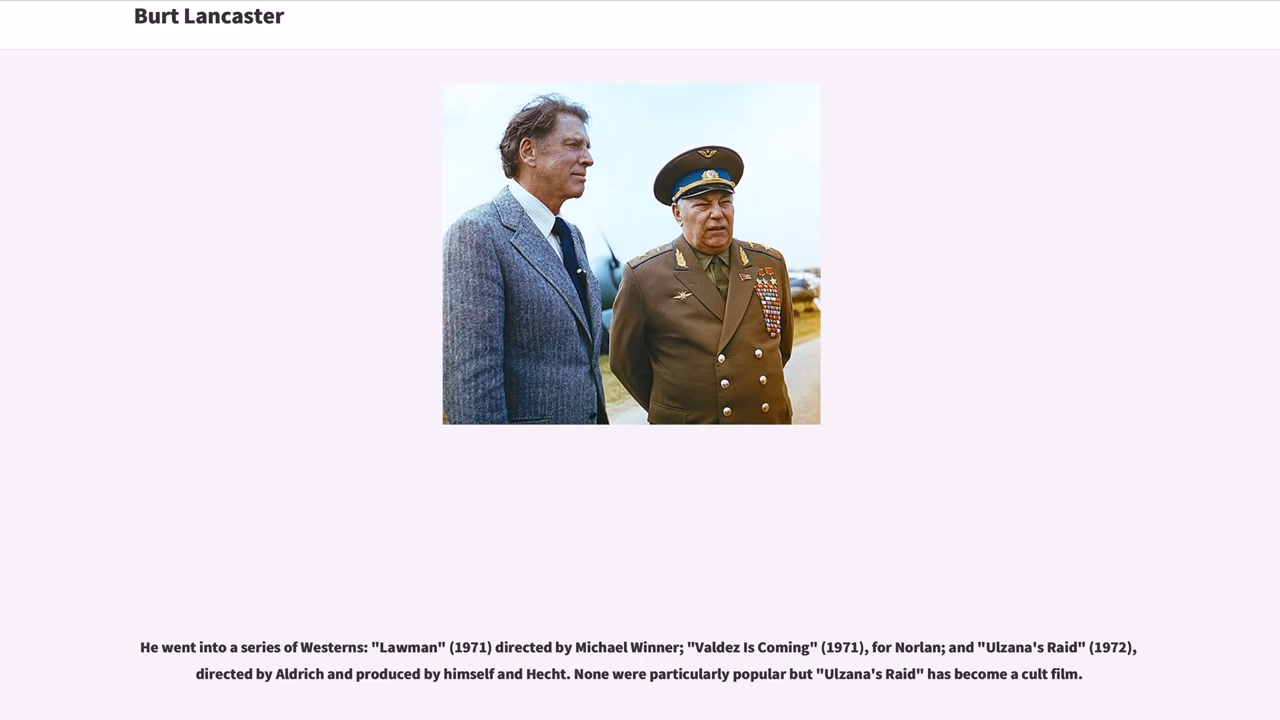 Burt Lancaster
He went into a series of Westerns: "Lawman" (1971) directed by Michael Winner; "Valdez Is Coming" (1971), for Norlan; and "Ulzana's Raid" (1972),
directed by Aldrich and produced by himself and Hecht. None were particularly popular but "Ulzana's Raid" has become a cult film.